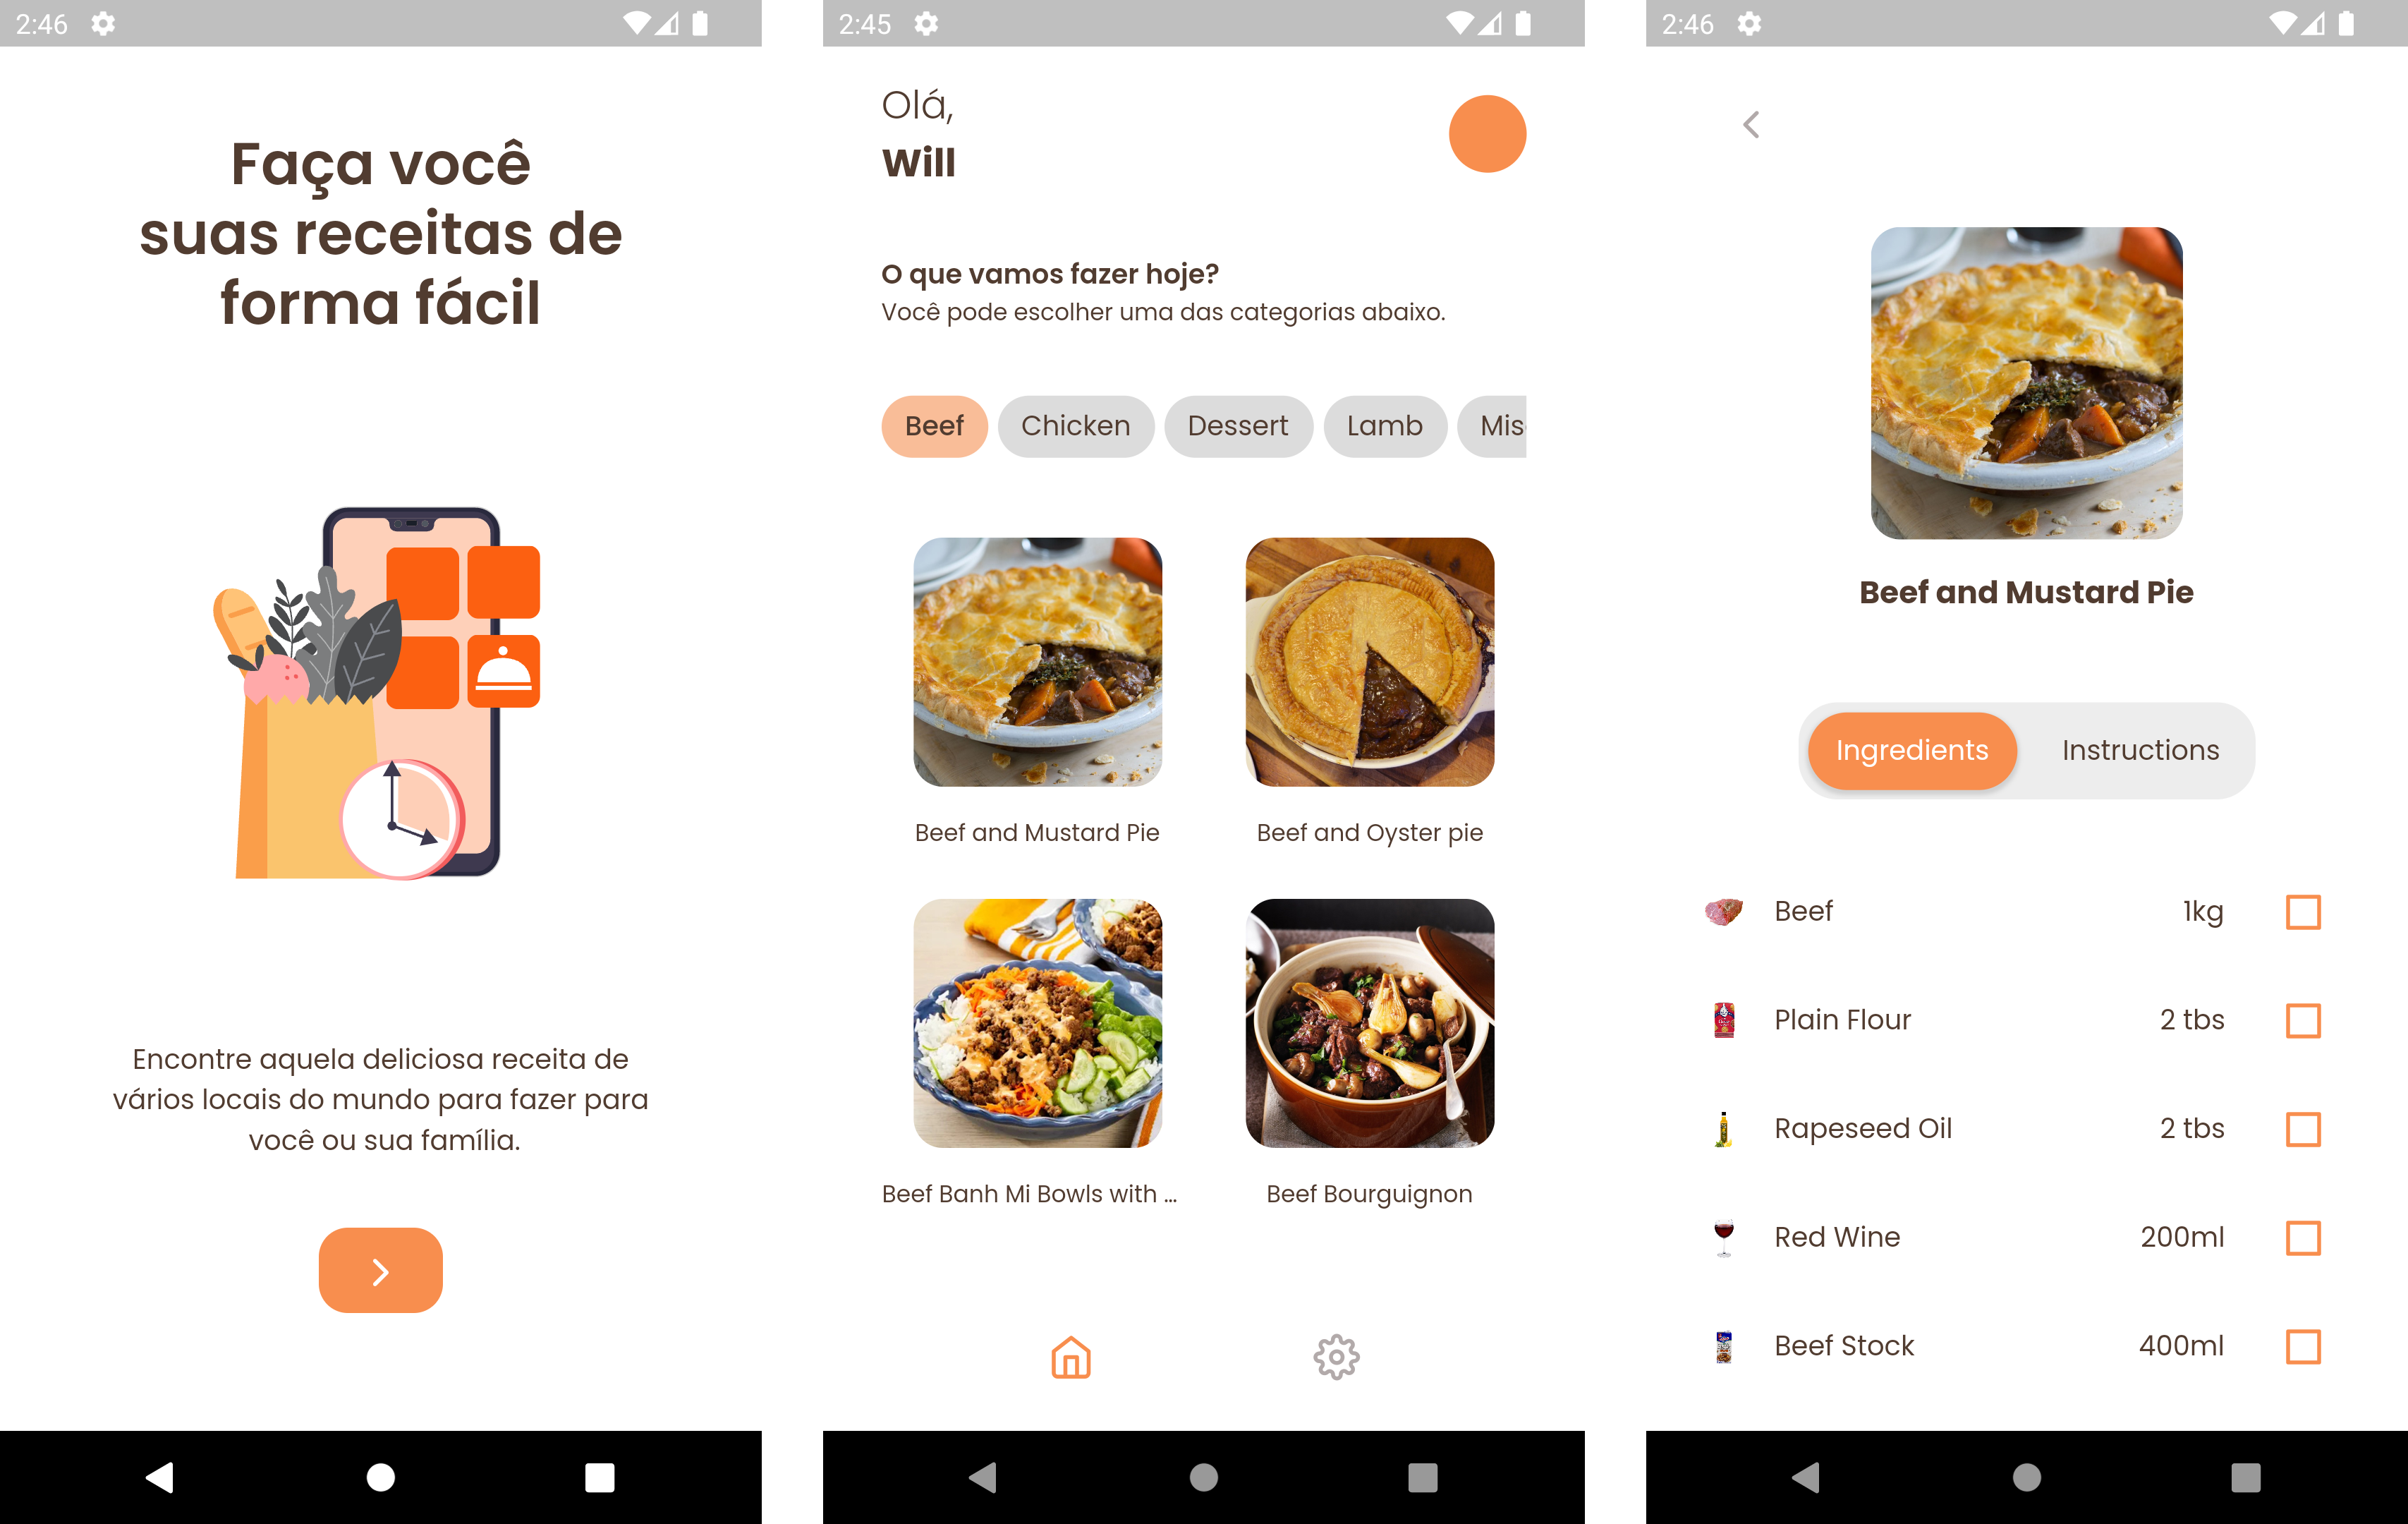 2:46
Faça você
suas receitas de
forma fácil
Encontre aquela deliciosa receita de
vários locais do mundo para fazer para
você ou sua família.
2:45
Olá,
Will
O que vamos fazer hoje?
Você pode escolher uma das categorias abaixo.
Beef Chicken Dessert Lamb
Beef and Mustard Pie Beef and Oyster pie
Beef Banh Mi Bowls with ... Beef Bourguignon
2:46
Beef and Mustard Pie
Ingredients Instructions
Beef 1kg
Plain Flour 2 tbs
Rapeseed Oil 2 tbs
Red Wine 200ml
Beef Stock 400ml